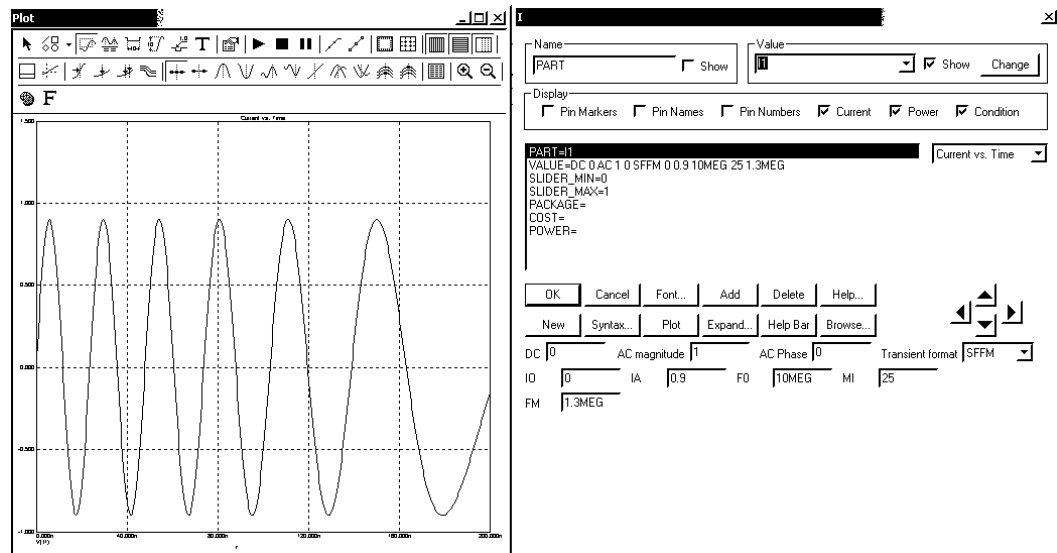 Plot
T
F
Current vs. Time
1.500
1.000
0.500
0.000
-0.500
-1.000
0.000n 40.000n 80.000n 120.000n 160.000n 200.000n
T
I
Name
PART
Show
Value
I1
Show
Change
Display
Pin Markers Pin Names Pin Numbers Current Power Condition
PART=I1
VALUE=DC 0 AC 1 0 SFFM 0 0.9 10MEG 25 1.3MEG
SLIDER_MIN=0
SLIDER_MAX=1
PACKAGE=
COST=
POWER=
Current vs. Time
OK Cancel Font... Add Delete Help...
New Syntax... Plot Expand... Help Bar Browse...
DC 0 AC magnitude 1 AC Phase 0 Transient format SFFM
IO 0 IA 0.9 F0 10MEG MI 25
FM 1.3MEG